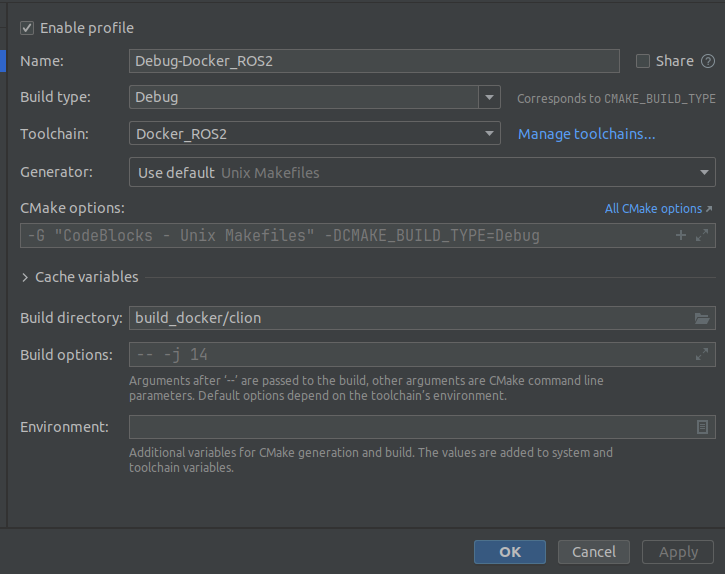 Enable profile
Name: Debug-Docker_ROS2 Share ?
Build type: Debug Corresponds to CMAKE_BUILD_TYPE
Toolchain: Docker_ROS2 Manage toolchains...
Generator: Use default Unix Makefiles
CMake options: All CMake options
-G "CodeBlocks - Unix Makefiles" -DCMAKE_BUILD_TYPE=Debug
Cache variables
Build directory: build_docker/clion
Build options: -- -j 14
Arguments after ‘--’ are passed to the build, other arguments are CMake command line
parameters. Default options depend on the toolchain’s environment.
Environment:
Additional variables for CMake generation and build. The values are added to system and
toolchain variables.
OK Cancel Apply